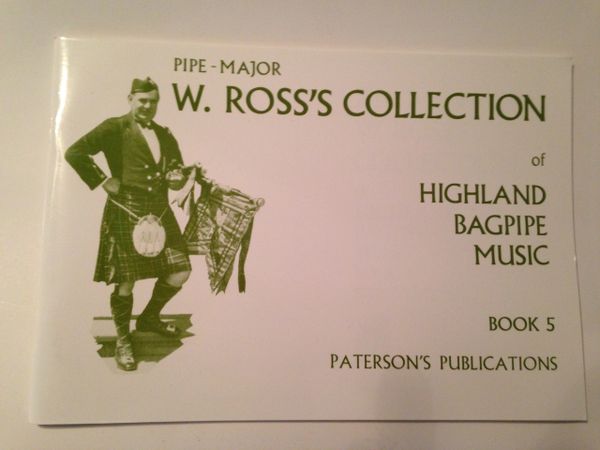 PIPE-MAJOR
W. ROSS'S COLLECTION
of
HIGHLAND
BAGPIPE
MUSIC
BOOK 5
PATERSON'S PUBLICATIONS